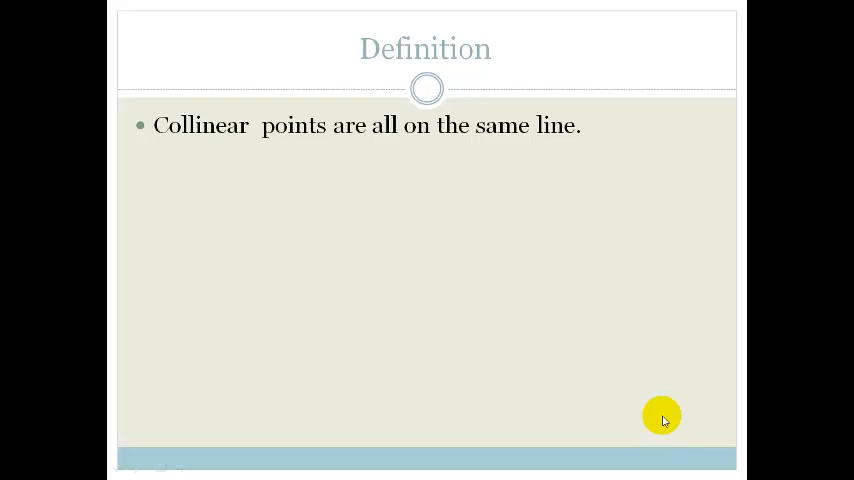 Definition
Collinear points are all on the same line.